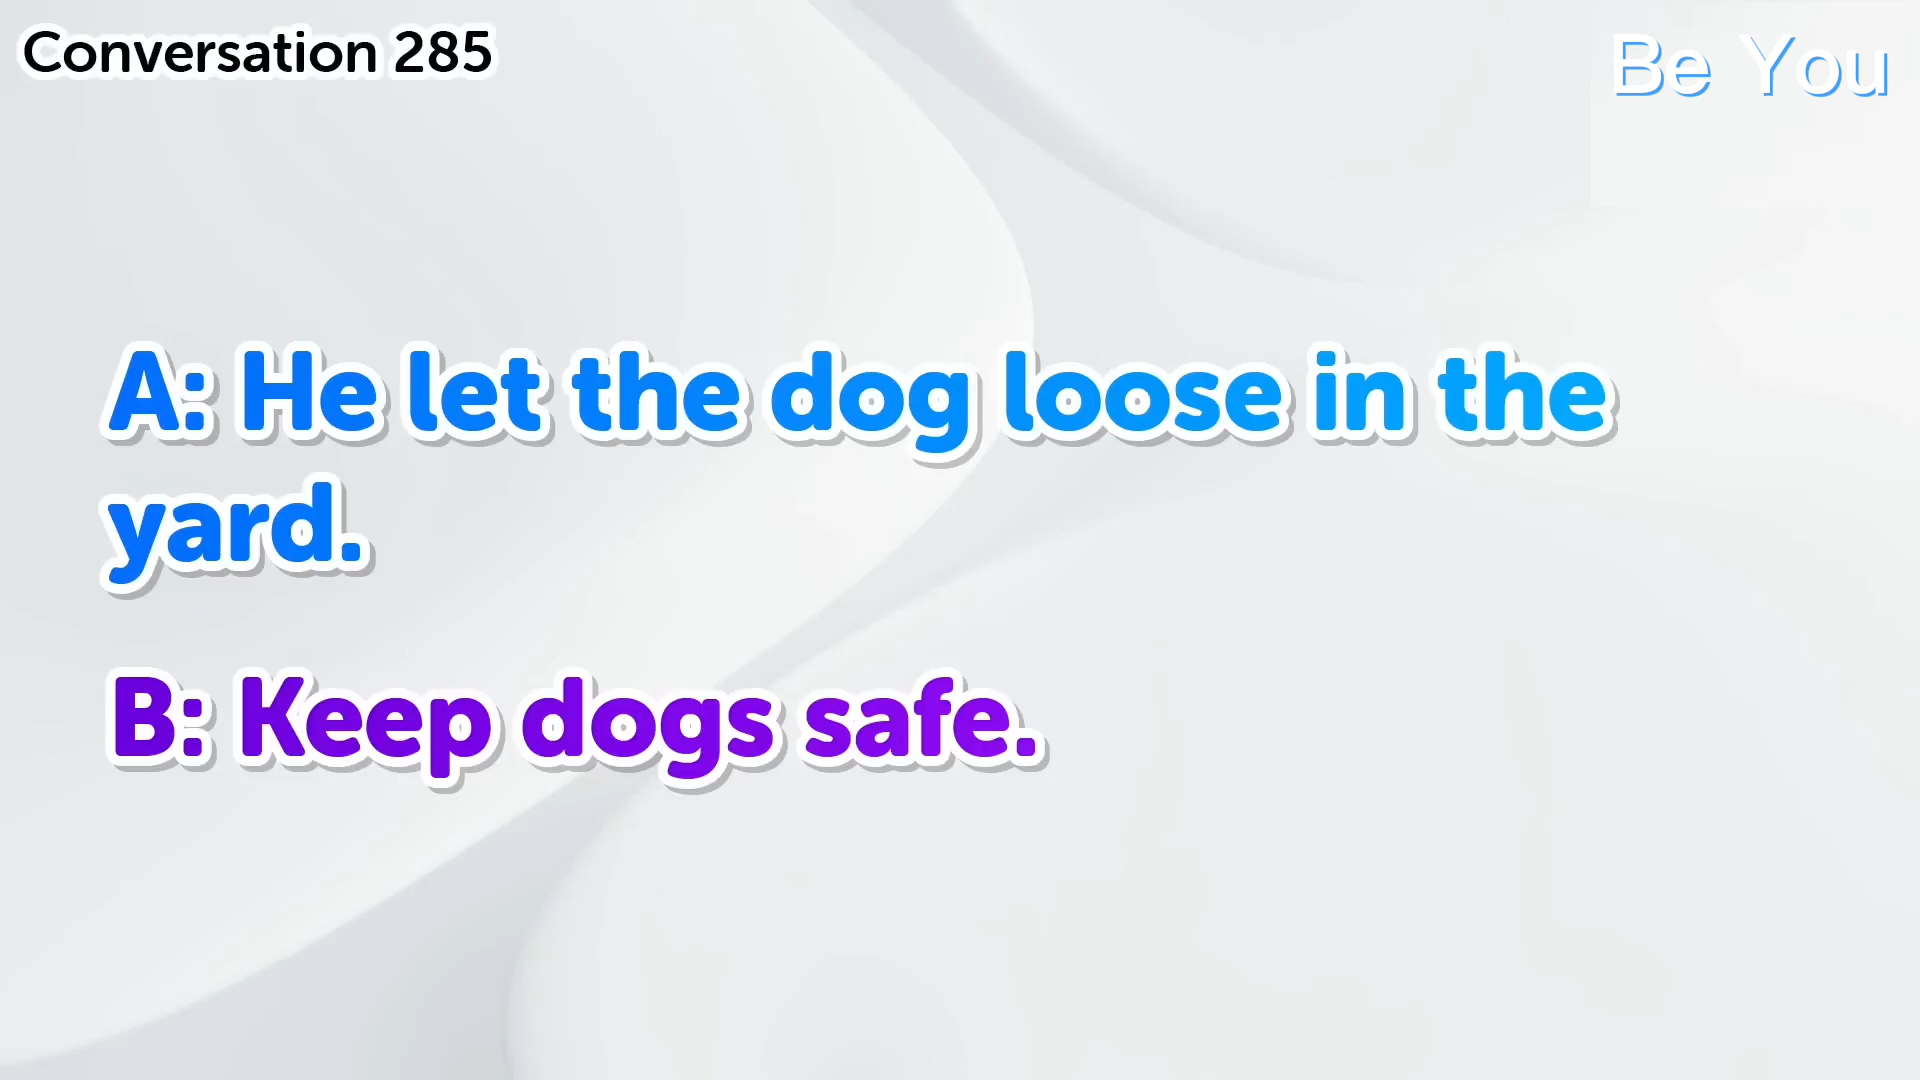 Conversation 285
Be You
A: He let the dog loose in the
yard.
B: Keep dogs safe.